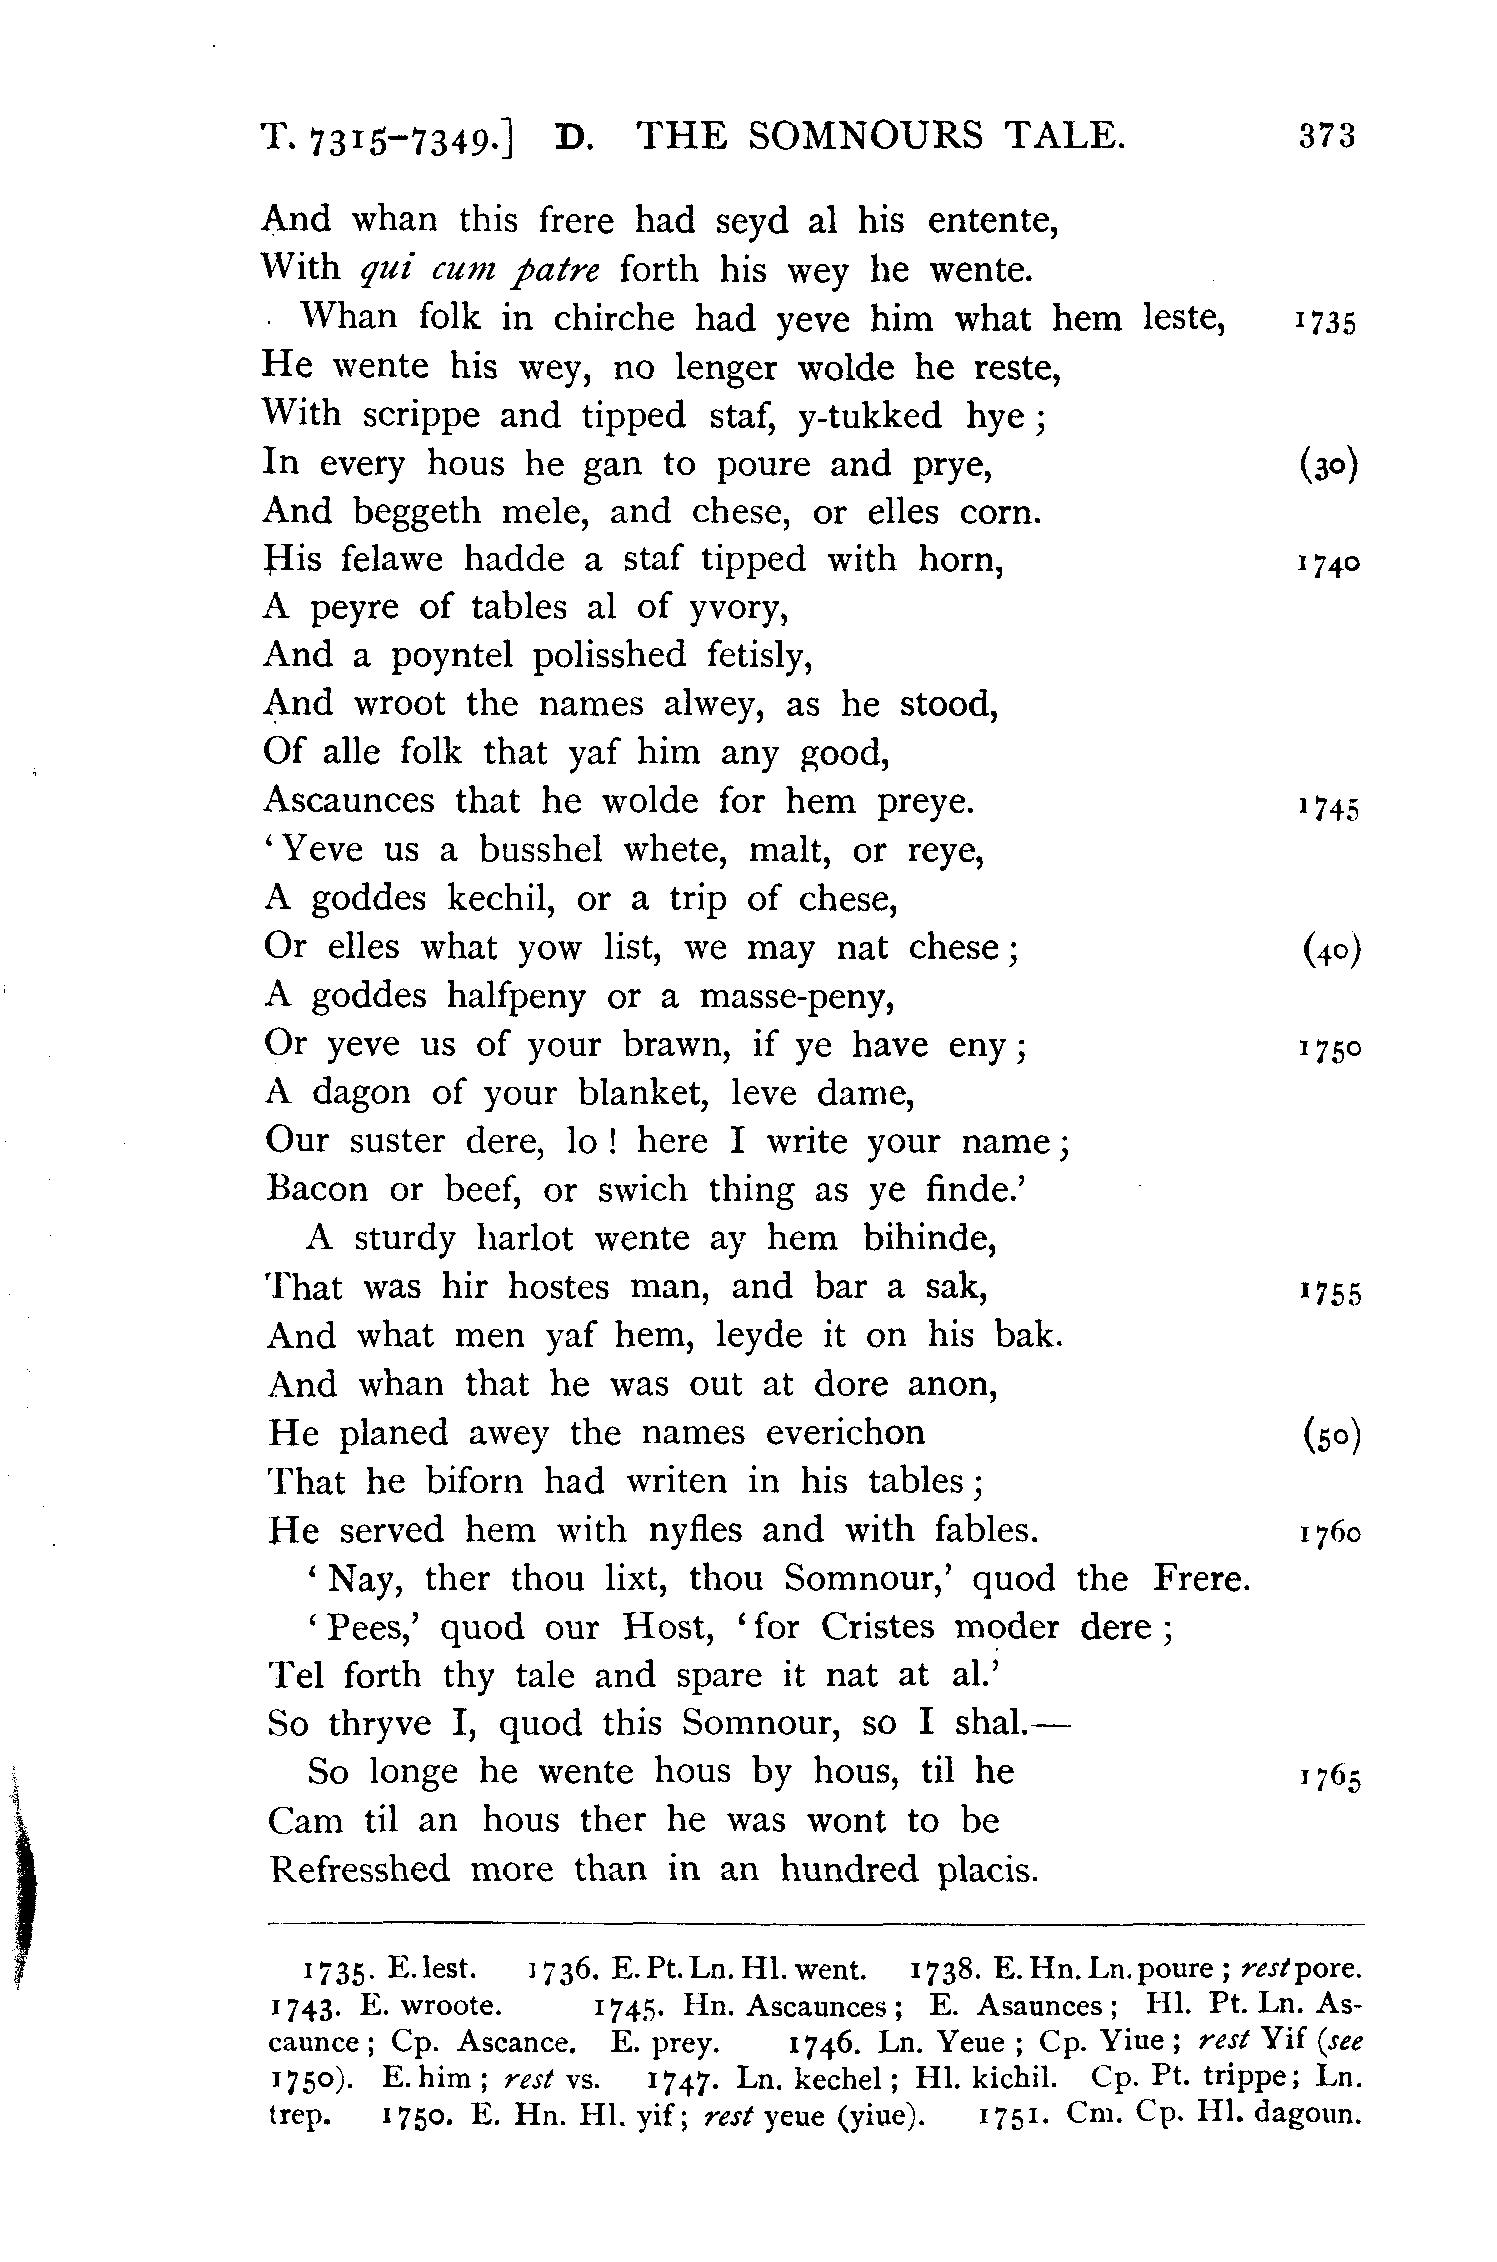 T. 7315–7349.] D. THE SOMNOURS TALE. 373
And whan this frere had seyd al his entente,
With qui cum patre forth his wey he wente.
Whan folk in chirche had yeve him what hem leste, 1735
He wente his wey, no lenger wolde he reste,
With scrippe and tipped staf, y-tukked hye ;
In every hous he gan to poure and prye, (30)
And beggeth mele, and chese, or elles corn.
His felawe hadde a staf tipped with horn, 1740
A peyre of tables al of yvory,
And a poyntel polisshed fetisly,
And wroot the names alwey, as he stood,
Of alle folk that yaf him any good,
Ascaunces that he wolde for hem preye. 1745
‘Yeve us a busshel whete, malt, or reye,
A goddes kechil, or a trip of chese,
Or elles what yow list, we may nat chese ; (40)
A goddes halfpeny or a masse-peny,
Or yeve us of your brawn, if ye have eny ; 1750
A dagon of your blanket, leve dame,
Our suster dere, lo ! here I write your name ;
Bacon or beef, or swich thing as ye finde.’
A sturdy harlot wente ay hem bihinde,
That was hir hostes man, and bar a sak, 1755
And what men yaf hem, leyde it on his bak.
And whan that he was out at dore anon,
He planed awey the names everichon (50)
That he biforn had writen in his tables ;
He served hem with nyfles and with fables. 1760
‘Nay, ther thou lixt, thou Somnour,’ quod the Frere.
‘Pees,’ quod our Host, ‘for Cristes moder dere ;
Tel forth thy tale and spare it nat at al.’
So thryve I, quod this Somnour, so I shal.—
So longe he wente hous by hous, til he 1765
Cam til an hous ther he was wont to be
Refresshed more than in an hundred placis.
1735. E. lest. 1736. E. Pt. Ln. Hl. went. 1738. E. Hn. Ln. poure ; rest pore.
1743. E. wroote. 1745. Hn. Ascaunces ; E. Asaunces ; Hl. Pt. Ln. As-
caunce ; Cp. Ascance. E. prey. 1746. Ln. Yeue ; Cp. Yiue ; rest Yif (see
1750). E. him ; rest vs. 1747. Ln. kechel ; Hl. kichil. Cp. Pt. trippe ; Ln.
trep. 1750. E. Hn. Hl. yif ; rest yeue (yiue). 1751. Cm. Cp. Hl. dagoun.